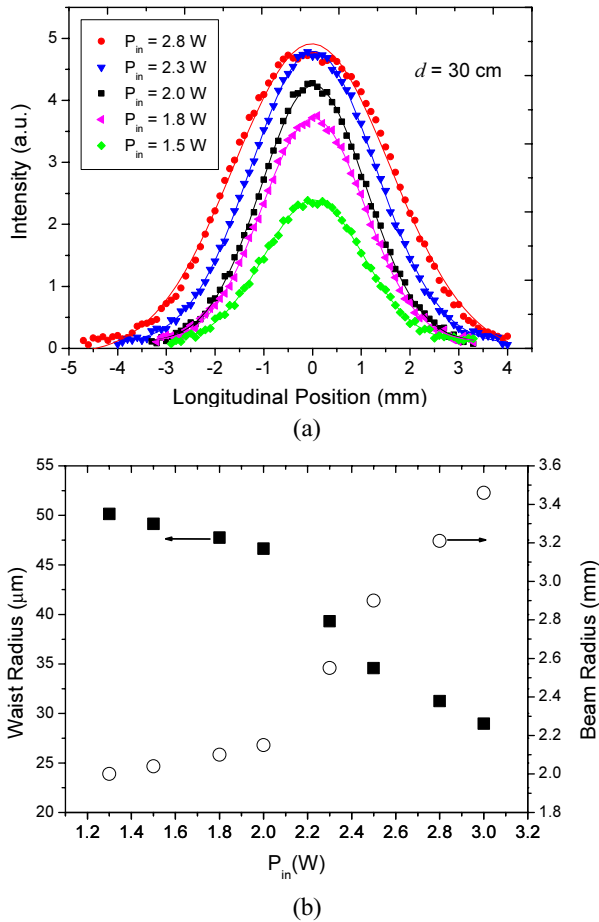 P_in = 2.8 W
P_in = 2.3 W
P_in = 2.0 W
P_in = 1.8 W
P_in = 1.5 W
d = 30 cm
Intensity (a.u.)
5
4
3
2
1
0
-5 -4 -3 -2 -1 0 1 2 3 4
Longitudinal Position (mm)
(a)
Waist Radius (μm)
55
50
45
40
35
30
25
20
3.6
3.4
3.2
3.0
2.8
2.6
2.4
2.2
2.0
1.8
Beam Radius (mm)
1.2 1.4 1.6 1.8 2.0 2.2 2.4 2.6 2.8 3.0
P_in(W)
(b)